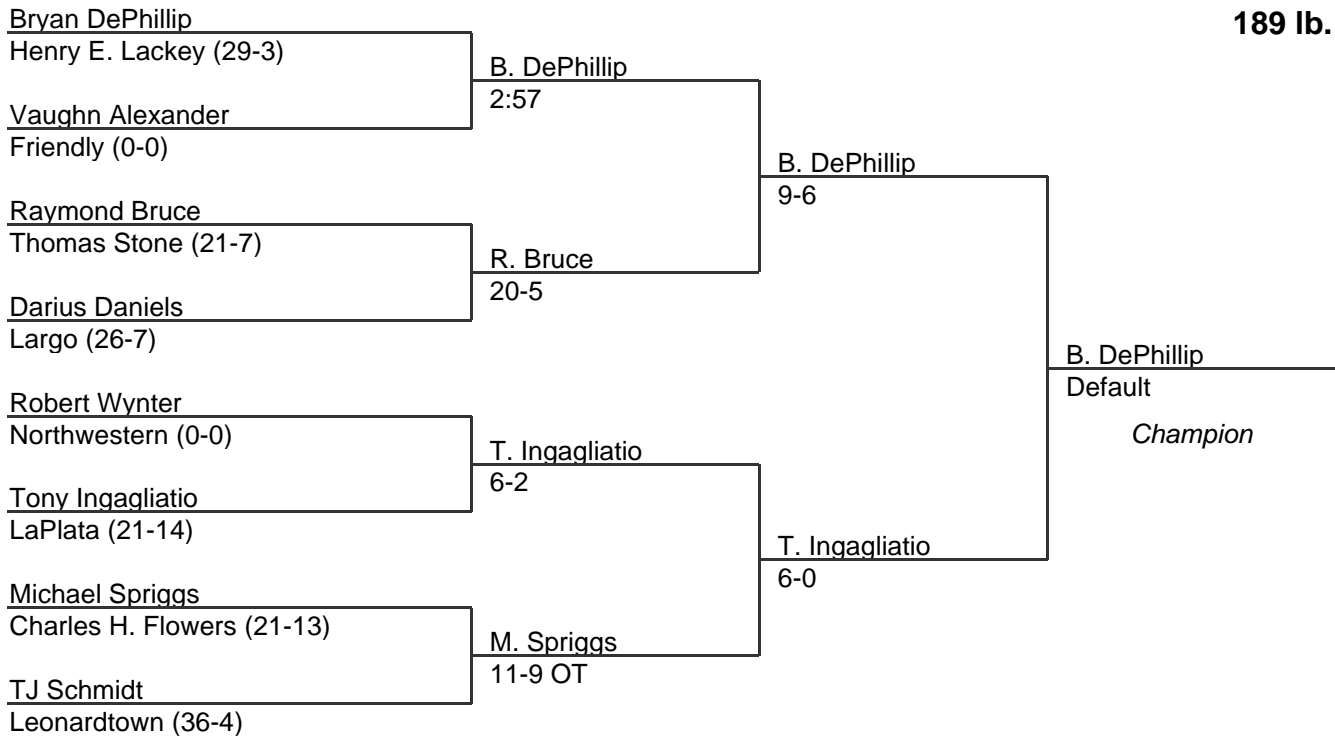 189 lb.
Bryan DePhillip
Henry E. Lackey (29-3)
B. DePhillip
2:57
Vaughn Alexander
Friendly (0-0)
B. DePhillip
9-6
Raymond Bruce
Thomas Stone (21-7)
R. Bruce
20-5
Darius Daniels
Largo (26-7)
B. DePhillip
Default
Champion
Robert Wynter
Northwestern (0-0)
T. Ingagliatio
6-2
Tony Ingagliatio
LaPlata (21-14)
T. Ingagliatio
6-0
Michael Spriggs
Charles H. Flowers (21-13)
M. Spriggs
11-9 OT
TJ Schmidt
Leonardtown (36-4)